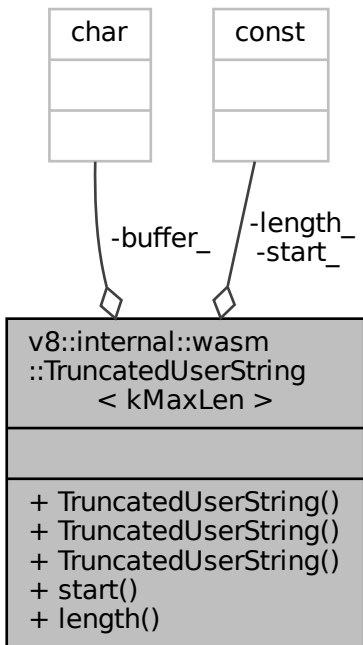 char
const
-buffer_
-length_
-start_
v8::internal::wasm
::TruncatedUserString
< kMaxLen >
+ TruncatedUserString()
+ TruncatedUserString()
+ TruncatedUserString()
+ start()
+ length()